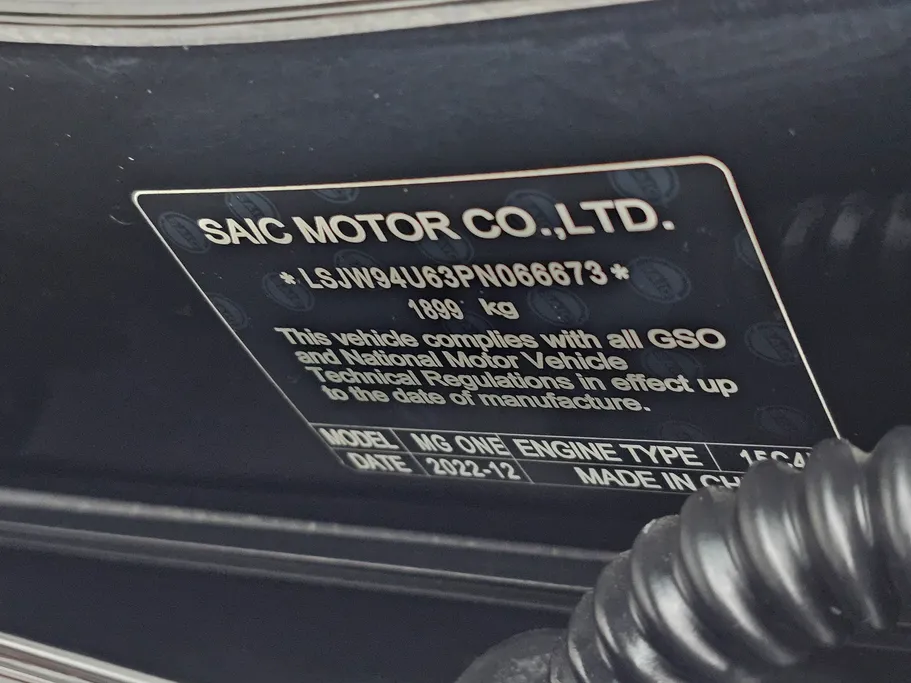 SAIC MOTOR CO.,LTD.
*LSJW94U63PN066673*
1899 kg
This vehicle complies with all GSO
and National Motor Vehicle
Technical Regulations in effect up
to the date of manufacture.
MODEL MG ONE ENGINE TYPE
DATE 2022-12 MADE IN